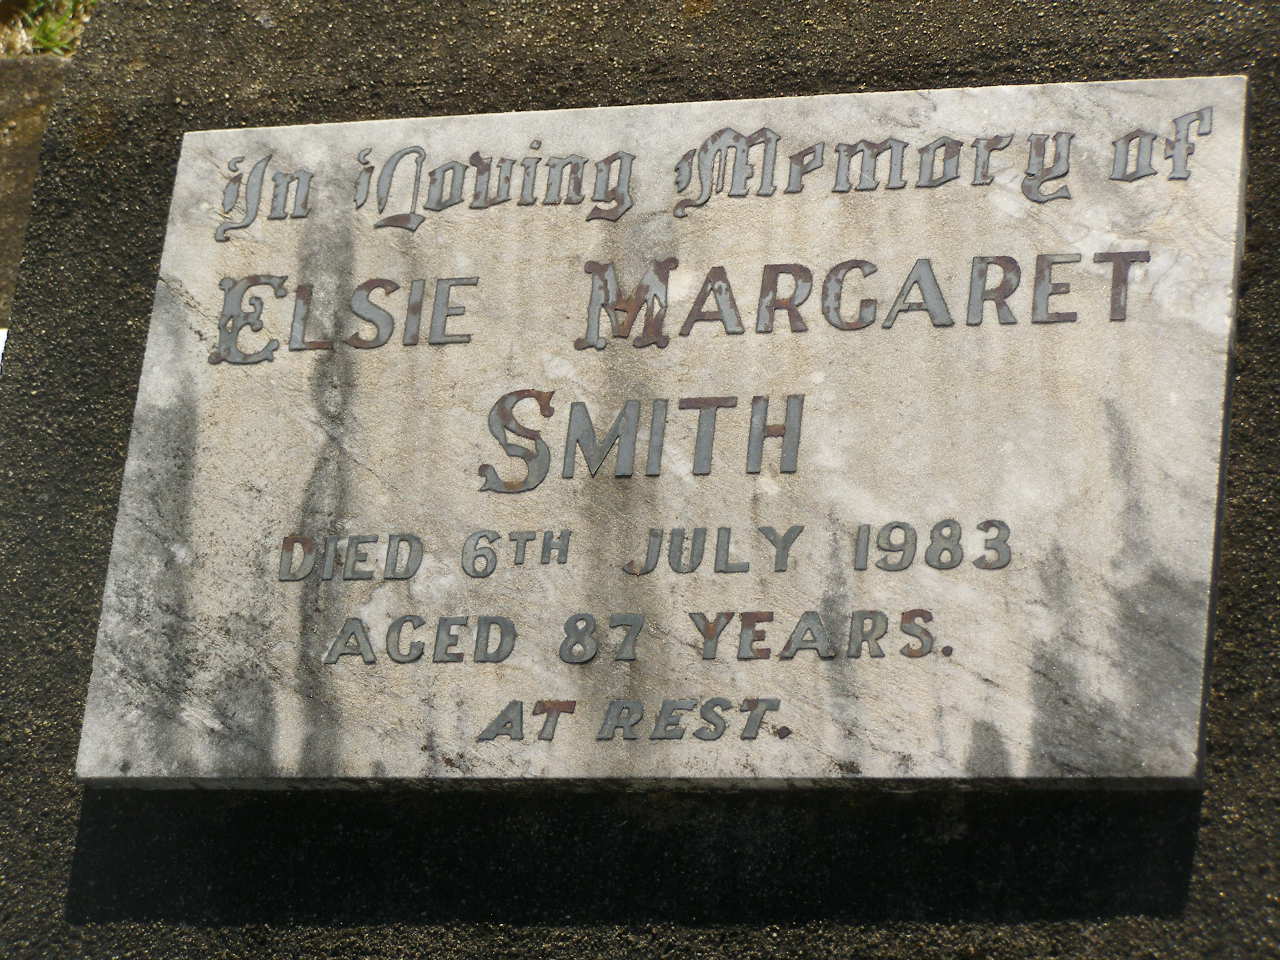 In Loving Memory of
ELSIE MARGARET
SMITH
DIED 6TH JULY 1983
AGED 87 YEARS.
AT REST.